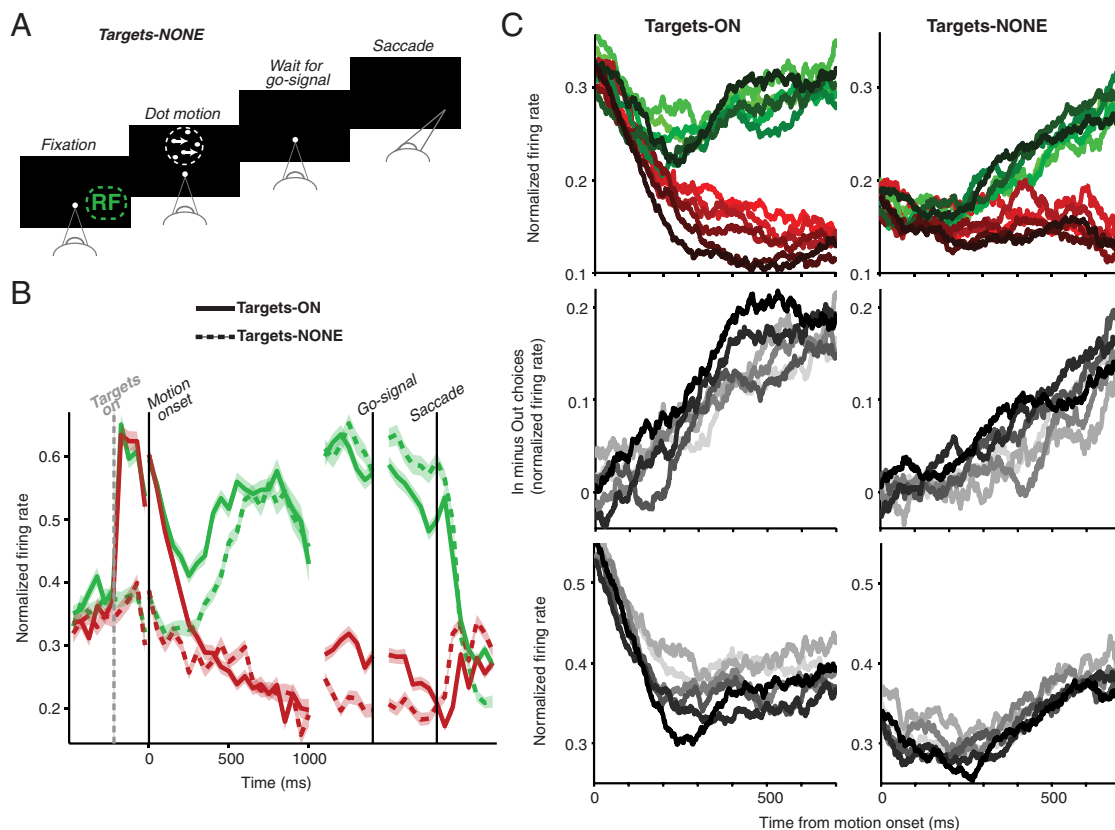 A
Targets-NONE
Saccade
Wait for
go-signal
Dot motion
Fixation
RF
B
Targets-ON
Targets-NONE
Targets
on
Motion
onset
Go-signal
Saccade
Normalized firing rate
0.6
0.5
0.4
0.3
0.2
0
500
1000
Time (ms)
C
Targets-ON
Targets-NONE
Normalized firing rate
0.3
0.2
0.1
0.3
0.2
0.1
In minus Out choices
(normalized firing rate)
0.2
0.1
0
0.2
0.1
0
Normalized firing rate
0.5
0.4
0.3
0.5
0.4
0.3
0
500
0
500
Time from motion onset (ms)